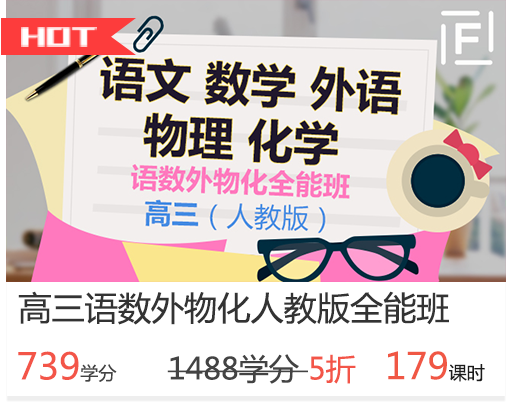 HOT
F
语文 数学 外语
物理 化学
语数外物化全能班
高三（人教版）
高三语数外物化人教版全能班
739学分 1488学分 5折 179课时